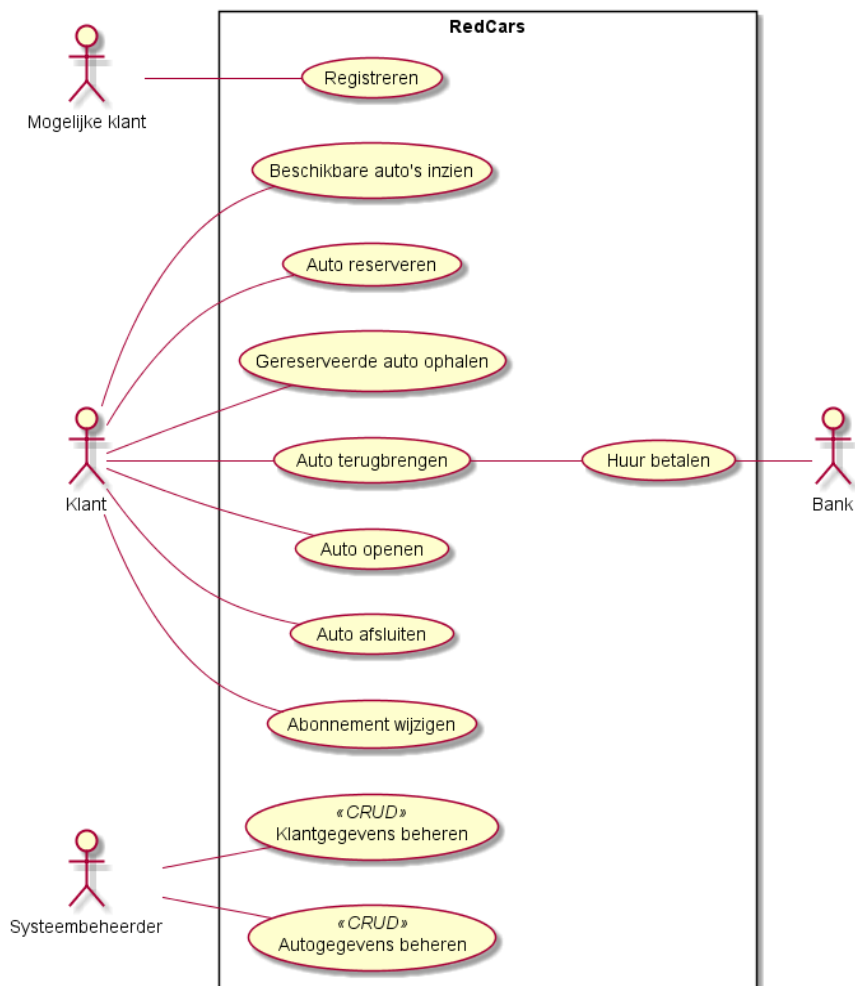 RedCars
Registreren
Mogelijke klant
Beschikbare auto's inzien
Auto reserveren
Gereserveerde auto ophalen
Auto terugbrengen
Huur betalen
Klant
Bank
Auto openen
Auto afsluiten
Abonnement wijzigen
«CRUD»
Klantgegevens beheren
Systeembeheerder
«CRUD»
Autogegevens beheren